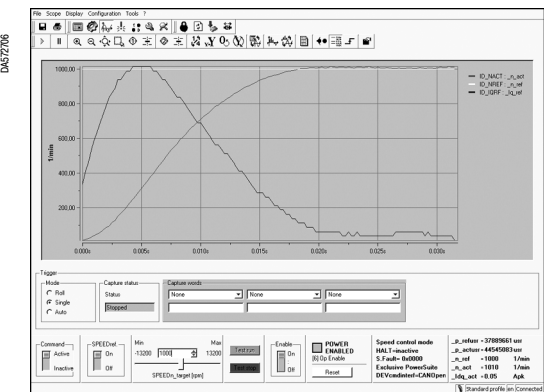 DA572706
File Scope Display Configuration Tools ?
1/min
1000,00
800,00
600,00
400,00
200,00
0.000s 0.005s 0.010s 0.015s 0.020s 0.025s 0.030s
ID_NACT : _n_act
ID_NREF : _n_ref
ID_IQRF : _Iq_ref
Trigger
Mode
Roll
Single
Auto
Capture status
Status
Stopped
Capture words
None None None
Command
Active
Inactive
SPEEDref.
On
Off
Min Max
-13200 1000 13200
SPEEDn_target [rpm]
Test run
Test stop
Enable
On
Off
POWER ENABLED
[6] Op. Enable
Reset
Speed control mode
HALT=inactive
S.Fault= 0x0000
Exclusive PowerSuite
DEVcmdinterf=CANOpen
_p_refusr =37889661 usr
_p_actusr=44545083 usr
_n_ref =1000 1/min
_n_act =1010 1/min
_Idq_act =0.05 Apk
Standard profile en Connected